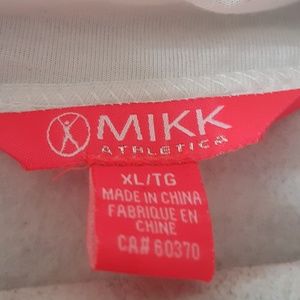 MIKK
ATHLETICA
XL/TG
MADE IN CHINA
FABRIQUE EN
CHINE
CA# 60370